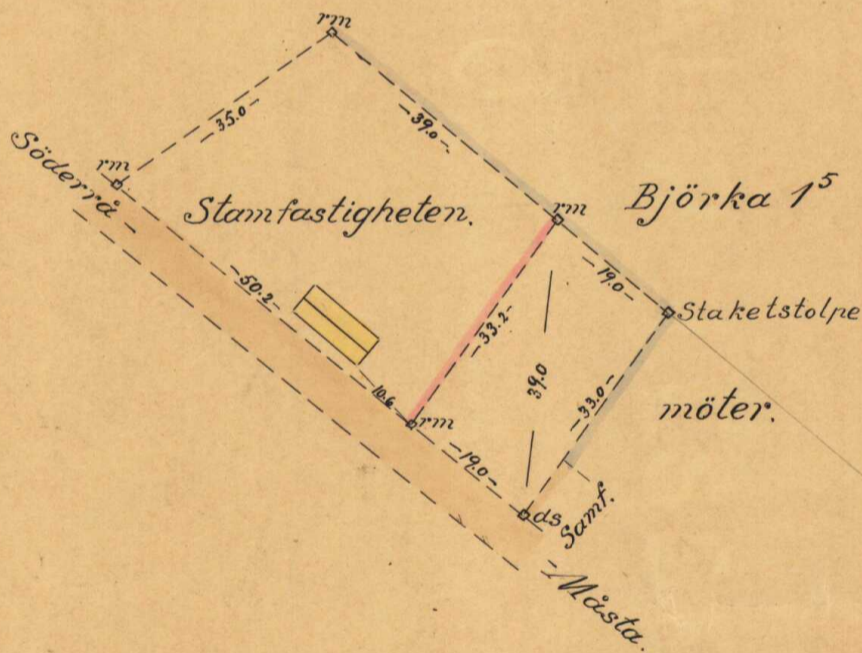 rm
35.0
39.0
Söderrå
rm
Stamfastigheten.
rm
Björka 1⁵
50.2
19.0
Staketstolpe
33.2
39.0
10.6
rm
33.0
möter.
19.0
ds
Samf.
Måsta.